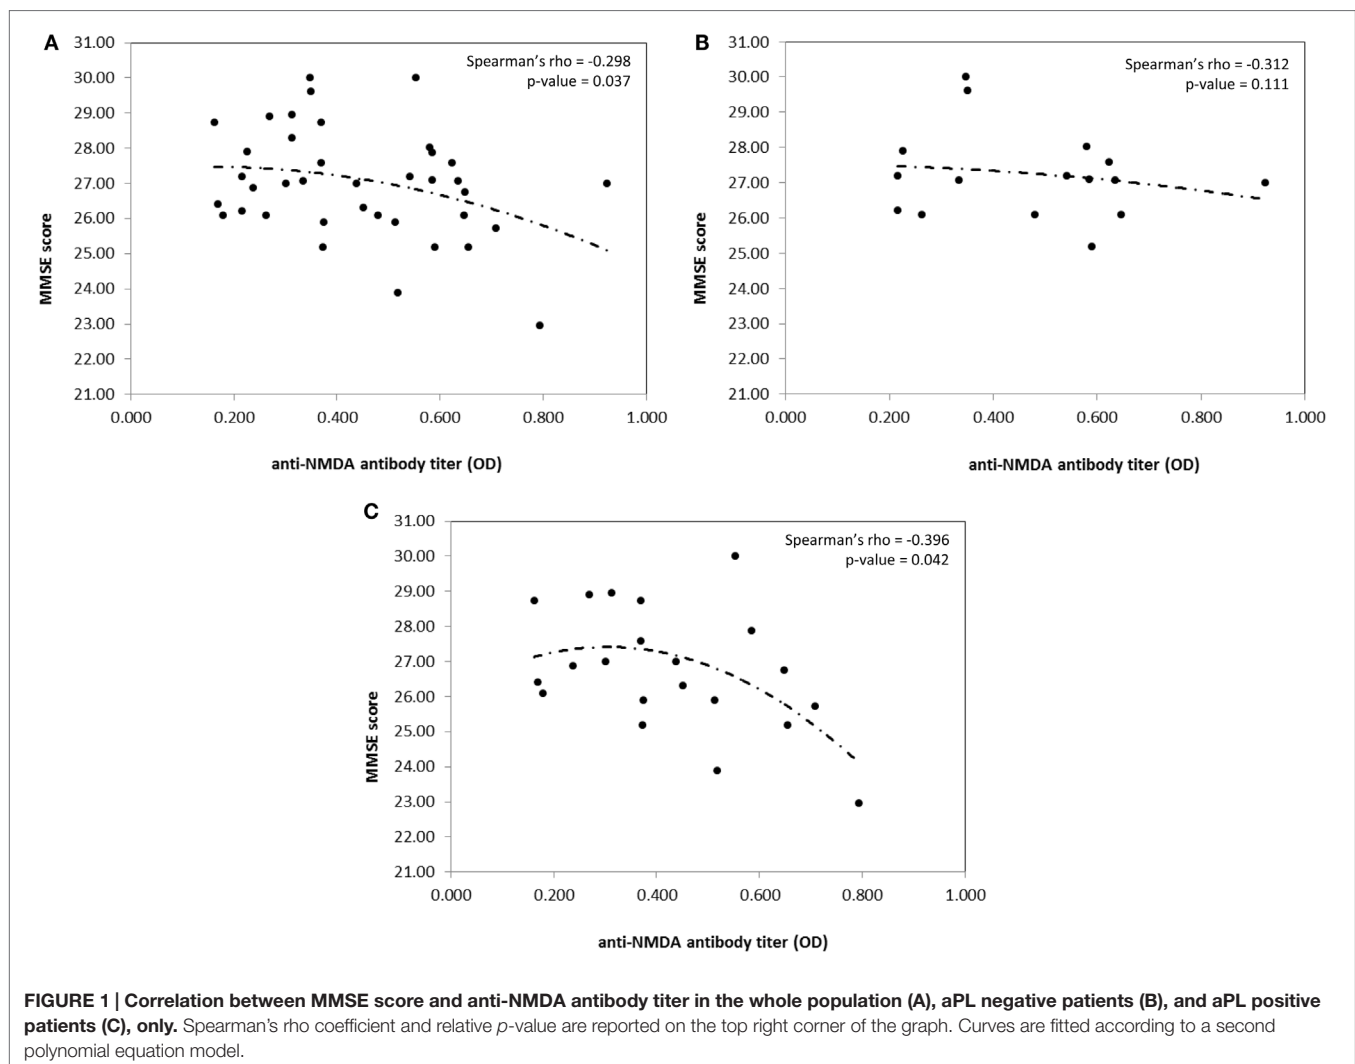 A
31.00
30.00
29.00
28.00
27.00
26.00
25.00
24.00
23.00
22.00
21.00
MMSE score
Spearman's rho = -0.298
p-value = 0.037
0.000 0.200 0.400 0.600 0.800 1.000
anti-NMDA antibody titer (OD)
B
31.00
30.00
29.00
28.00
27.00
26.00
25.00
24.00
23.00
22.00
21.00
MMSE score
Spearman's rho = -0.312
p-value = 0.111
0.000 0.200 0.400 0.600 0.800 1.000
anti-NMDA antibody titer (OD)
C
31.00
30.00
29.00
28.00
27.00
26.00
25.00
24.00
23.00
22.00
21.00
MMSE score
Spearman's rho = -0.396
p-value = 0.042
0.000 0.200 0.400 0.600 0.800 1.000
anti-NMDA antibody titer (OD)
FIGURE 1 | Correlation between MMSE score and anti-NMDA antibody titer in the whole population (A), aPL negative patients (B), and aPL positive
patients (C), only. Spearman's rho coefficient and relative p-value are reported on the top right corner of the graph. Curves are fitted according to a second
polynomial equation model.